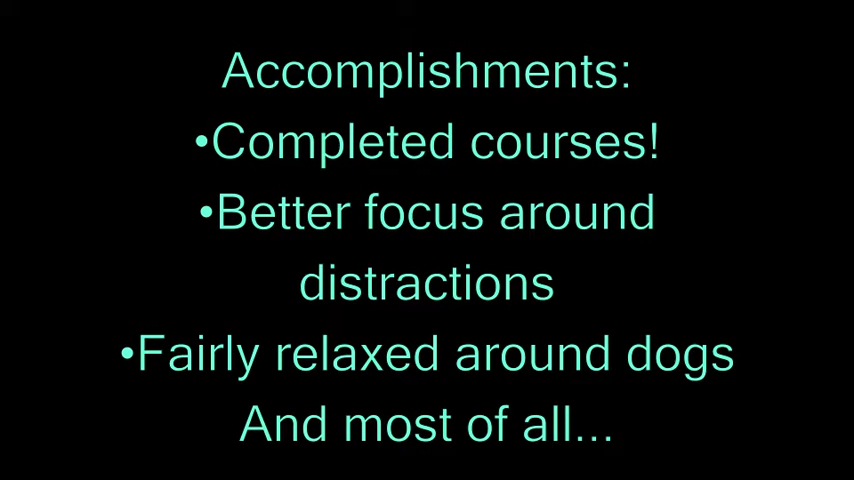 Accomplishments:
•Completed courses!
•Better focus around
distractions
•Fairly relaxed around dogs
And most of all...